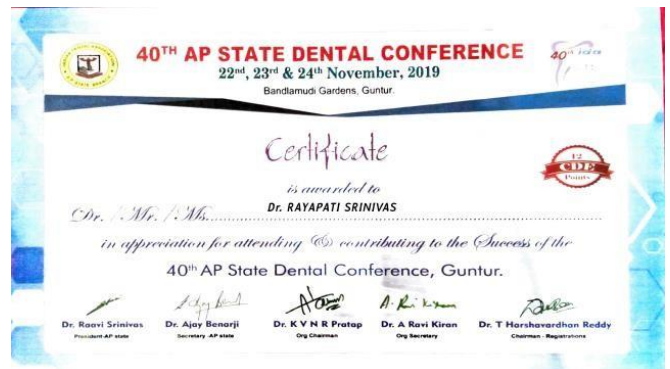 40TH AP STATE DENTAL CONFERENCE
22nd, 23rd & 24th November, 2019
Bandlamudi Gardens, Guntur.
40th
Certificate
12
CDE
Points
is awarded to
Dr. RAYAPATI SRINIVAS
Dr. / Mr. / Ms.
in appreciation for attending & contributing to the Success of the
40th AP State Dental Conference, Guntur.
Dr. Raavi Srinivas Dr. Ajay Benarji Dr. K V N R Pratap Dr. A Ravi Kiran Dr. T Harshavardhan Reddy
President-AP state Secretary -AP state Org Chairman Org Secretary Chairman - Registrations